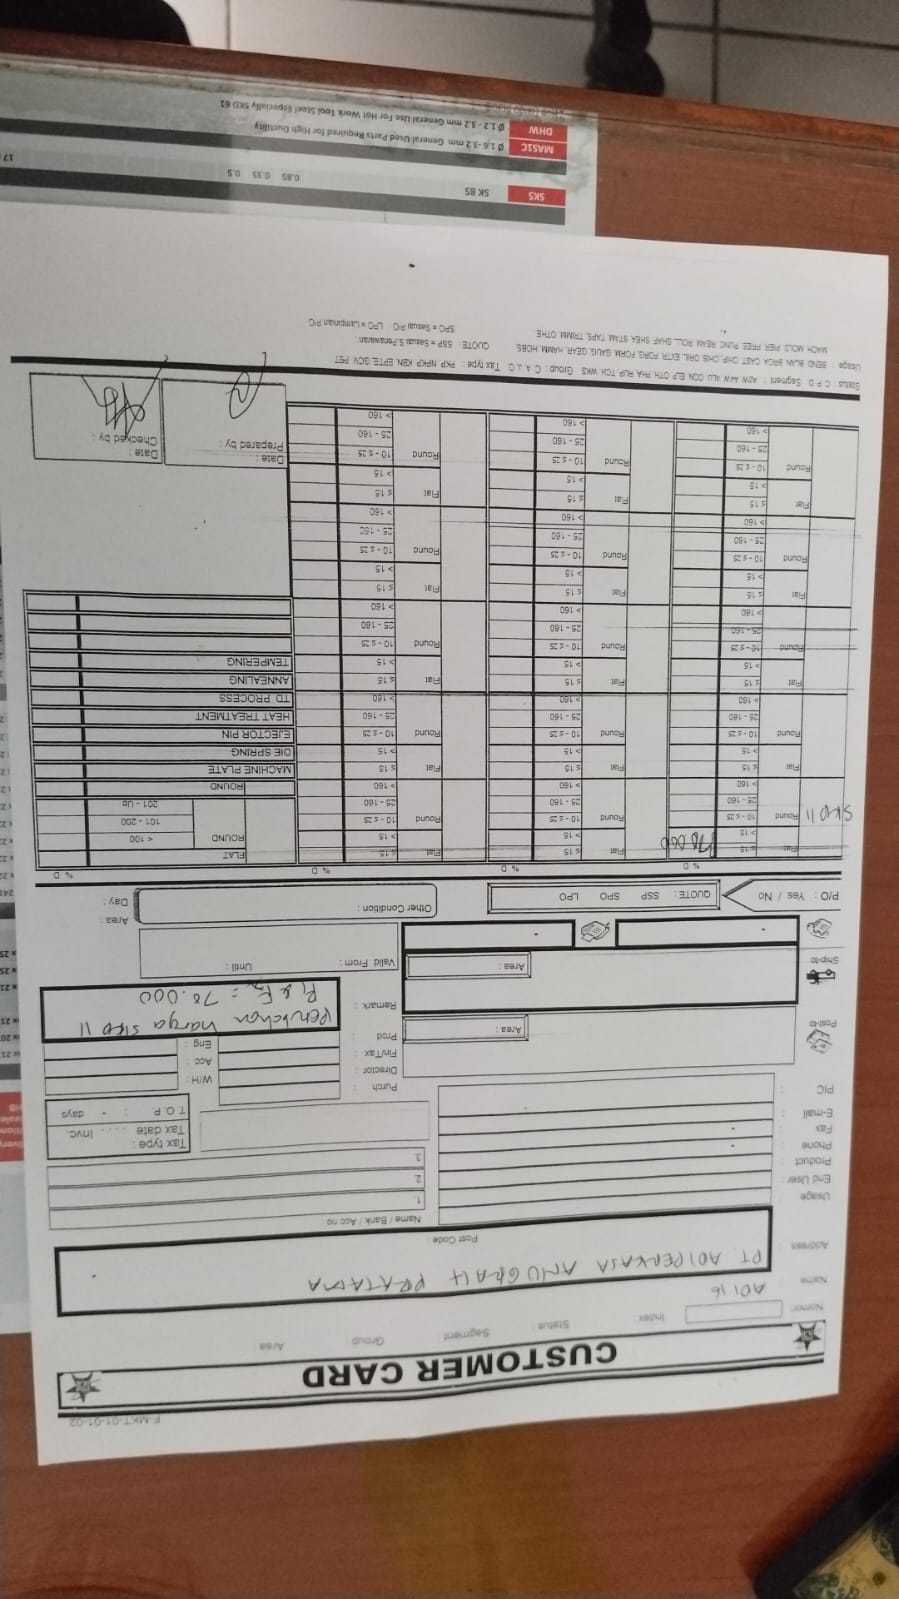 F-MKT-01-01-02
CUSTOMER CARD
Nomor:
Index :
Status :
Segment :
Group :
Area :
Name :
ADI 16
Address :
PT. ADIPERKASA ANUGRAH PRATAMA
Post Code :
Usage :
End User :
Product :
Phone : -
Fax : -
E-mail :
PIC :
Name / Bank / Acc no :
1.
2.
3.
Tax type :
Tax date .... Invc.
T.O.P. : - days
Purch :
Director :
Fin/Tax :
Prod :
W/H :
Acc :
Eng :
Post-to
Area :
Remark :
Perubahan harga SKD 11
= 70.000
Ship-to
Area :
Valid From :
Until :
- -
P/O : Yes / No
QUOTE : SSP SPO LPO
Other Condition :
Area :
Day :
% D % D % D % D
SKD 11
Flat ≤ 15 70.000
> 15
Round 10 - ≤ 25
25 - 160
> 160
Flat ≤ 15
> 15
Round 10 - ≤ 25
25 - 160
> 160
Flat ≤ 15
> 15
Round 10 - ≤ 25
25 - 160
> 160
Flat ≤ 15
> 15
Round 10 - ≤ 25
25 - 160
> 160
Flat ≤ 15
> 15
Round 10 - ≤ 25
25 - 160
> 160
Flat ≤ 15
> 15
Round 10 - ≤ 25
25 - 160
> 160
Flat ≤ 15
> 15
Round 10 - ≤ 25
25 - 160
> 160
Flat ≤ 15
> 15
Round 10 - ≤ 25
25 - 160
> 160
Flat ≤ 15
> 15
Round 10 - ≤ 25
25 - 160
> 160
Flat ≤ 15
> 15
Round 10 - ≤ 25
25 - 160
> 160
Flat ≤ 15
> 15
Round 10 - ≤ 25
25 - 160
> 160
Flat ≤ 15
> 15
Round 10 - ≤ 25
25 - 160
> 160
Flat ≤ 15
> 15
Round 10 - ≤ 25
25 - 160
> 160
Flat ≤ 15
> 15
Round 10 - ≤ 25
25 - 160
> 160
Flat ≤ 15
> 15
Round 10 - ≤ 25
25 - 160
> 160
FLAT
ROUND < 100
101 - 200
201 - Up
ROUND
MACHINE PLATE
DIE SPRING
EJECTOR PIN
HEAT TREATMENT
TD PROCESS
ANNEALING
TEMPERING
Date :
Prepared by :
Date :
Checked by :
Status : C, P, D Segment : A2W, A4W, ALU, CON, ELP, OTH, PHA, RUP, TCH, WKS Group : C, A, J, O Tax type : PKP, NPKP, KBN, EPTE, GOV, PET
Usage : BEND, BLAN, BROA, CAST, CHIP, CHIS, DRIL, EXTR, FORG, FORM, GAUG, GEAR, HAMM, HOBS,
MACH, MOLD, PIER, PRES, PUNC, REAM, ROLL, SHAF, SHEA, STAM, TAPS, TRIMM, OTHE
QUOTE : SSP = Sesuai S.Penawaran
SPO = Sesuai P/O LPO = Lampirkan P/O
SK5 SK 85
0.85 0.35 0.5
17
MAS1C Ø 1.6 -3.2 mm General Used Parts Required for High Ductility
DHW Ø 1.2 - 3.2 mm General Use For Hot Work Tool Steel Especially SKD 61